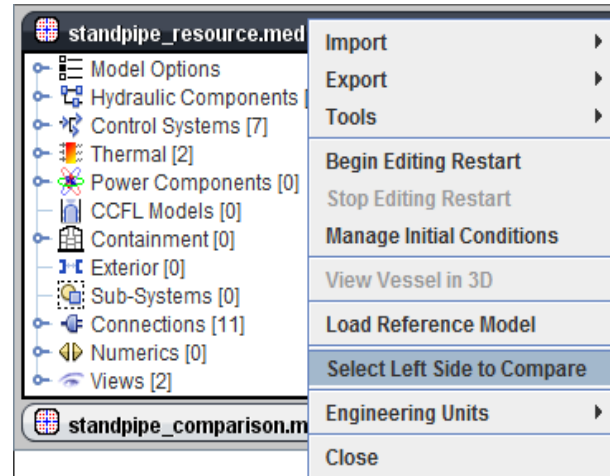 standpipe_resource.med
Model Options
Hydraulic Components [
Control Systems [7]
Thermal [2]
Power Components [0]
CCFL Models [0]
Containment [0]
Exterior [0]
Sub-Systems [0]
Connections [11]
Numerics [0]
Views [2]
standpipe_comparison.m
Import
Export
Tools
Begin Editing Restart
Stop Editing Restart
Manage Initial Conditions
View Vessel in 3D
Load Reference Model
Select Left Side to Compare
Engineering Units
Close